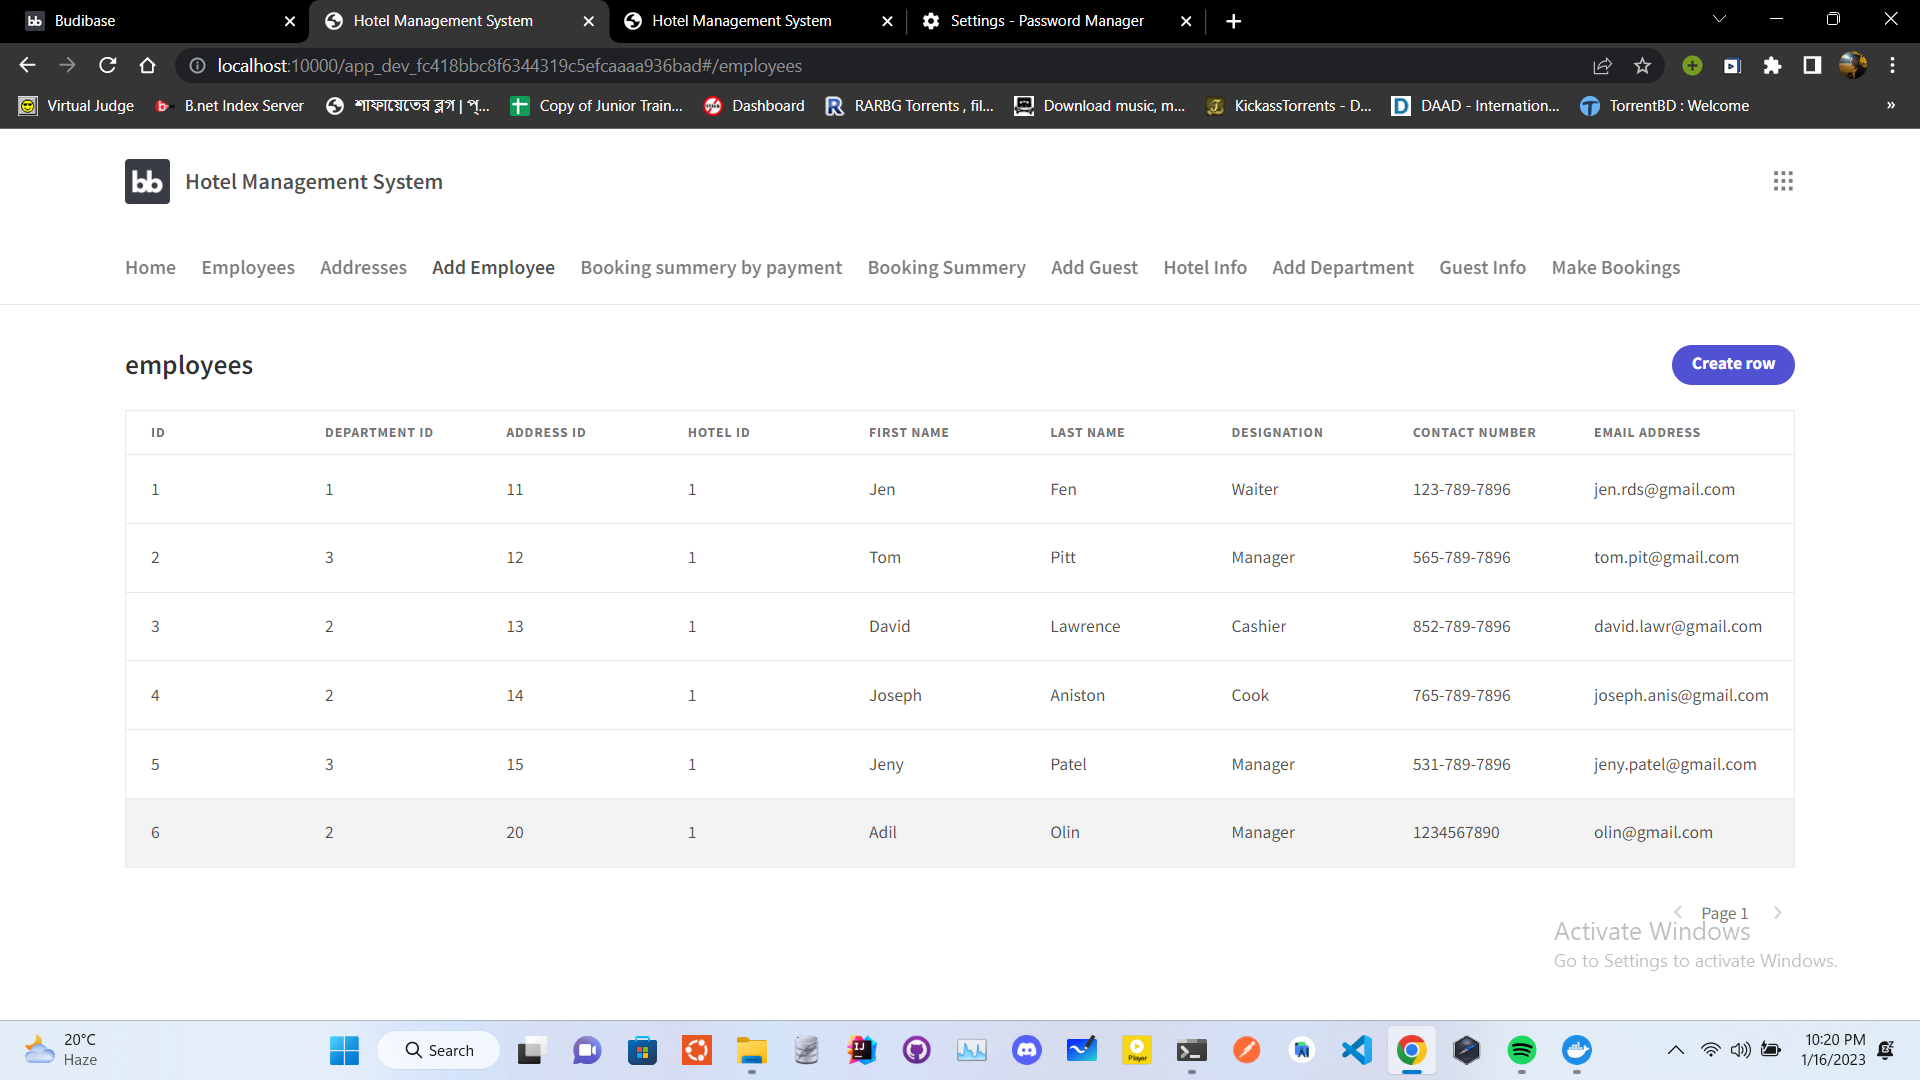 bb Budibase
Hotel Management System
Hotel Management System
Settings - Password Manager
localhost:10000/app_dev_fc418bbc8f6344319c5efcaaaa936bad#/employees
Virtual Judge
B.net Index Server
শাফায়েতের ব্লগ | প্...
Copy of Junior Train...
Dashboard
RARBG Torrents , fil...
Download music, m...
KickassTorrents - D...
DAAD - Internation...
TorrentBD : Welcome
»
bb Hotel Management System
Home Employees Addresses Add Employee Booking summery by payment Booking Summery Add Guest Hotel Info Add Department Guest Info Make Bookings
employees
Create row
ID DEPARTMENT ID ADDRESS ID HOTEL ID FIRST NAME LAST NAME DESIGNATION CONTACT NUMBER EMAIL ADDRESS
1 1 11 1 Jen Fen Waiter 123-789-7896 jen.rds@gmail.com
2 3 12 1 Tom Pitt Manager 565-789-7896 tom.pit@gmail.com
3 2 13 1 David Lawrence Cashier 852-789-7896 david.lawr@gmail.com
4 2 14 1 Joseph Aniston Cook 765-789-7896 joseph.anis@gmail.com
5 3 15 1 Jeny Patel Manager 531-789-7896 jeny.patel@gmail.com
6 2 20 1 Adil Olin Manager 1234567890 olin@gmail.com
Page 1
Activate Windows
Go to Settings to activate Windows.
20°C
Haze
Search
10:20 PM
1/16/2023